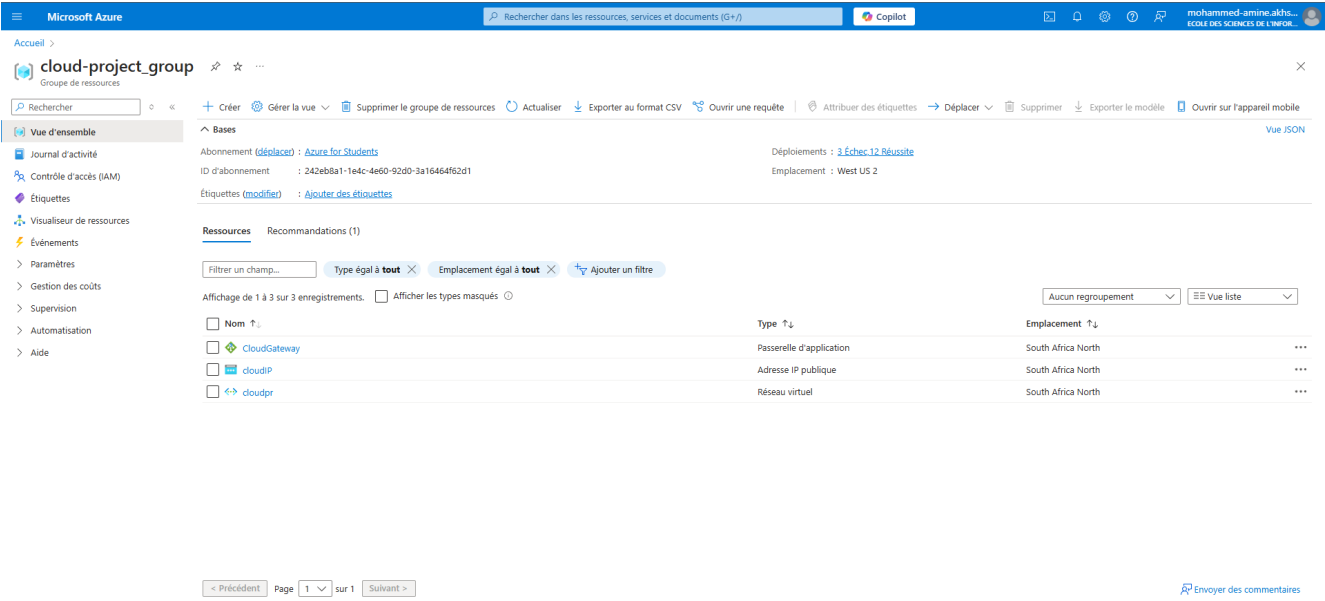 Microsoft Azure
Rechercher dans les ressources, services et documents (G+/)
Copilot
mohammed-amine.akhs...
ECOLE DES SCIENCES DE L'INFOR...
Accueil >
cloud-project_group
Groupe de ressources
Rechercher
Créer Gérer la vue Supprimer le groupe de ressources Actualiser Exporter au format CSV Ouvrir une requête Attribuer des étiquettes Déplacer Supprimer Exporter le modèle Ouvrir sur l'appareil mobile
Vue d'ensemble
Journal d'activité
Contrôle d'accès (IAM)
Étiquettes
Visualiseur de ressources
Événements
Paramètres
Gestion des coûts
Supervision
Automatisation
Aide
Bases
Vue JSON
Abonnement (déplacer) : Azure for Students
ID d'abonnement : 242eb8a1-1e4c-4e60-92d0-3a16464f62d1
Étiquettes (modifier) : Ajouter des étiquettes
Déploiements : 3 Échec,12 Réussite
Emplacement : West US 2
Ressources Recommandations (1)
Filtrer un champ... Type égal à tout Emplacement égal à tout Ajouter un filtre
Affichage de 1 à 3 sur 3 enregistrements. Afficher les types masqués
Aucun regroupement Vue liste
Nom Type Emplacement
CloudGateway Passerelle d'application South Africa North
cloudIP Adresse IP publique South Africa North
cloudpr Réseau virtuel South Africa North
< Précédent Page 1 sur 1 Suivant >
Envoyer des commentaires